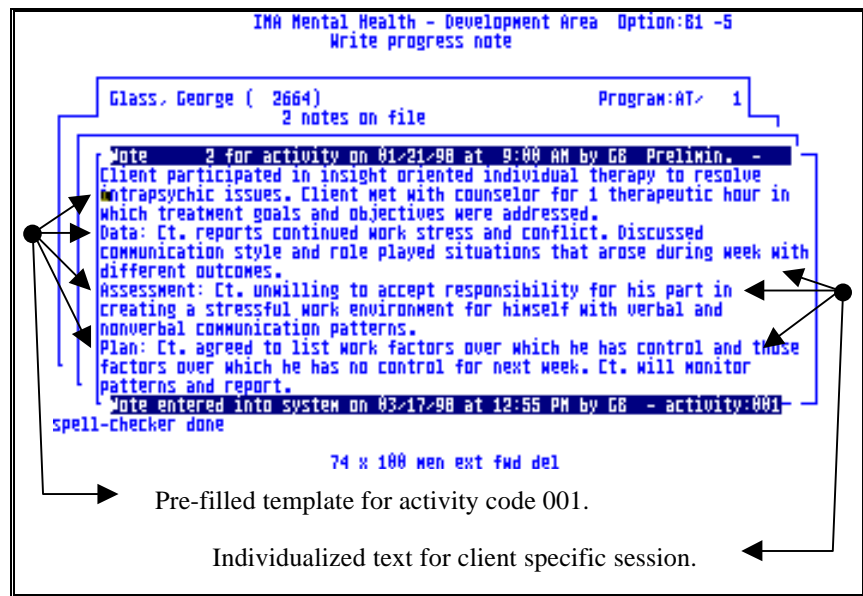 IMA Mental Health - Development Area Option:B1 -5
Write progress note
Glass, George ( 2664) Program:AT/ 1
2 notes on file
Note 2 for activity on 01/21/98 at 9:00 AM by GB Prelimin. -
Client participated in insight oriented individual therapy to resolve
intrapsychic issues. Client met with counselor for 1 therapeutic hour in
which treatment goals and objectives were addressed.
Data: Ct. reports continued work stress and conflict. Discussed
communication style and role played situations that arose during week with
different outcomes.
Assessment: Ct. unwilling to accept responsibility for his part in
creating a stressful work environment for himself with verbal and
nonverbal communication patterns.
Plan: Ct. agreed to list work factors over which he has control and those
factors over which he has no control for next week. Ct. will monitor
patterns and report.
Note entered into system on 03/17/98 at 12:55 PM by GB - activity:001
spell-checker done
74 x 100 men ext fwd del
Pre-filled template for activity code 001.
Individualized text for client specific session.